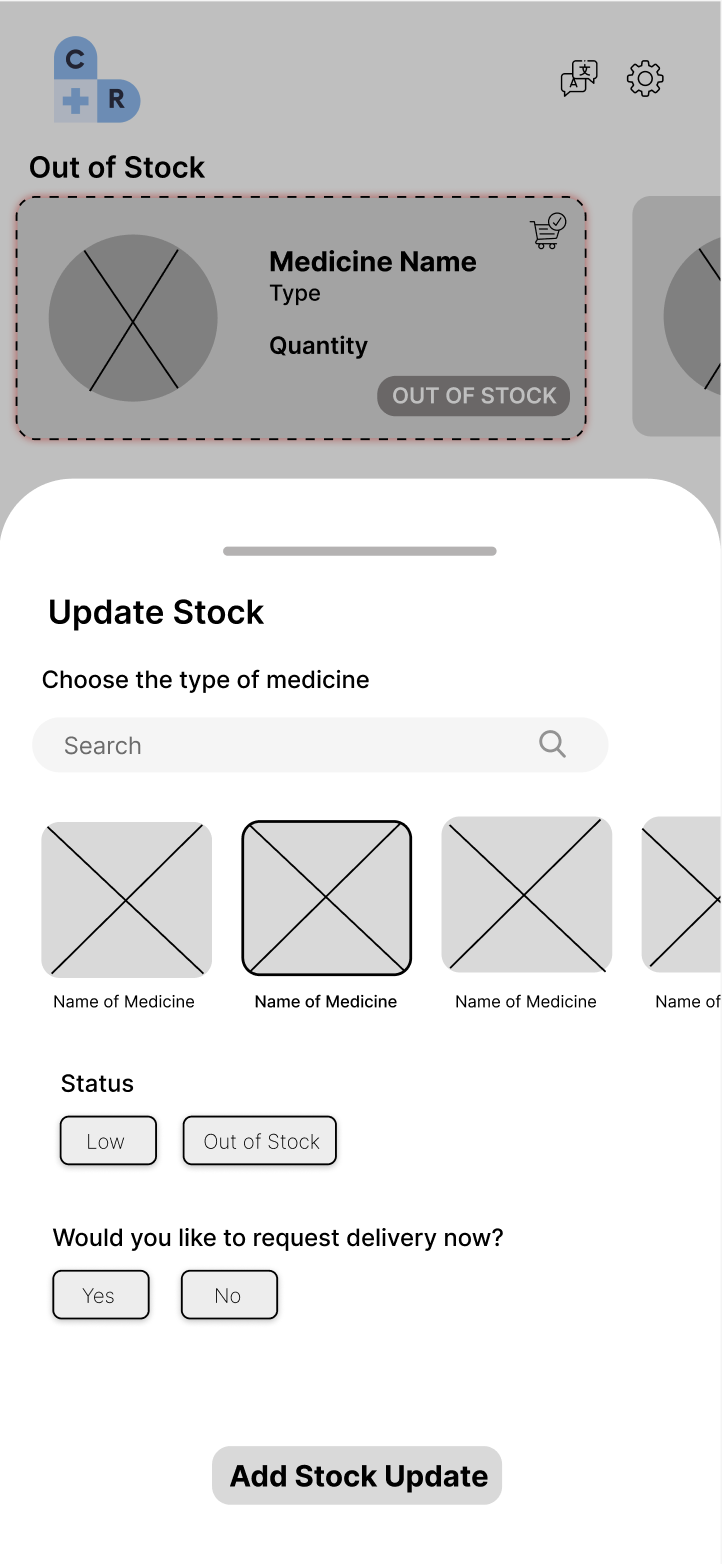 C
R
文
A
Out of Stock
Medicine Name
Type
Quantity
OUT OF STOCK
Update Stock
Choose the type of medicine
Search
Name of Medicine
Name of Medicine
Name of Medicine
Name of
Status
Low
Out of Stock
Would you like to request delivery now?
Yes
No
Add Stock Update